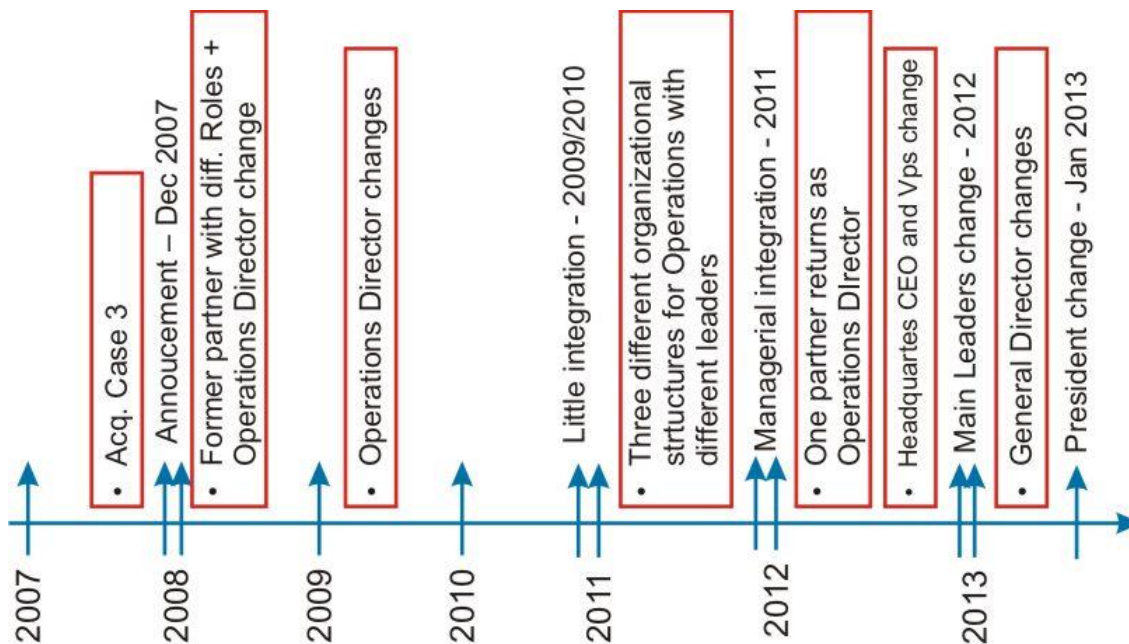 2007
• Acq. Case 3
Annoucement – Dec 2007
2008
• Former partner with diff. Roles +
Operations Director change
2009
• Operations Director changes
2010
Little integration - 2009/2010
2011
• Three different organizational
strtuctures for Operations with
different leaders
Managerial integration - 2011
2012
• One partner returns as
Operations DIrector
• Headquartes CEO and Vps change
Main Leaders change - 2012
2013
• General Director changes
President change - Jan 2013